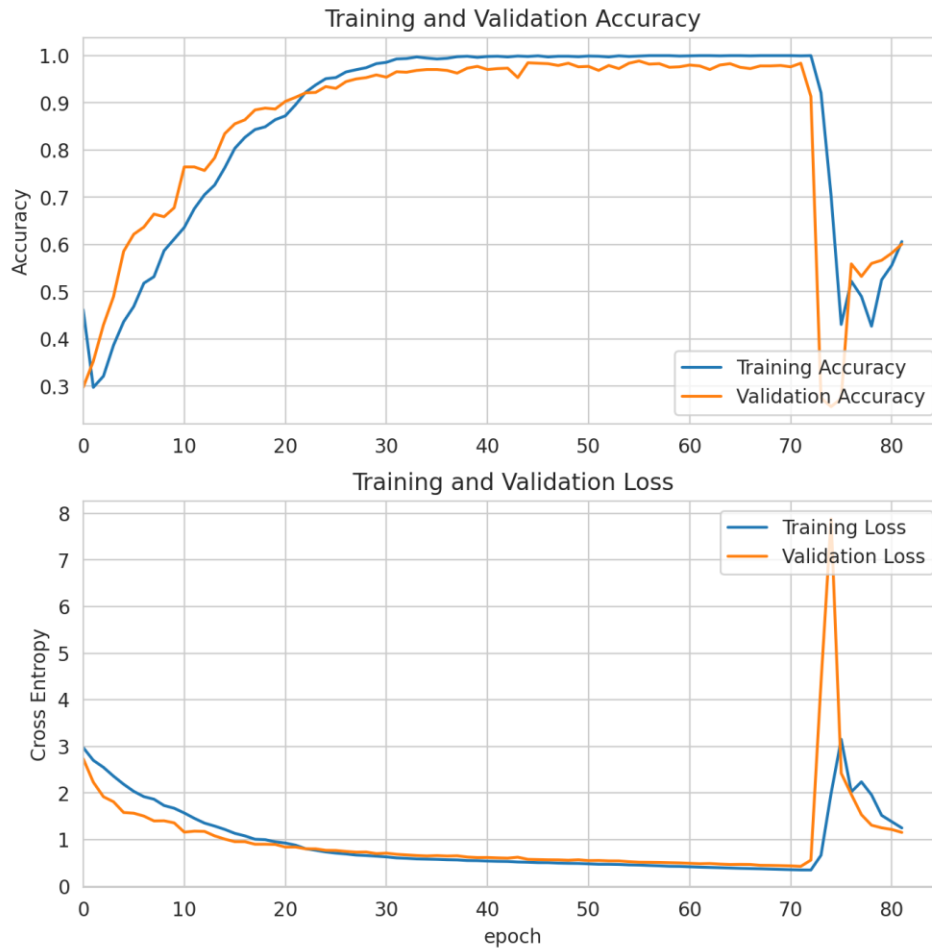 Training and Validation Accuracy
1.0
0.9
0.8
0.7
0.6
0.5
0.4
0.3
Accuracy
Training Accuracy
Validation Accuracy
0 10 20 30 40 50 60 70 80
Training and Validation Loss
8
7
6
5
4
3
2
1
0
Cross Entropy
Training Loss
Validation Loss
0 10 20 30 40 50 60 70 80
epoch